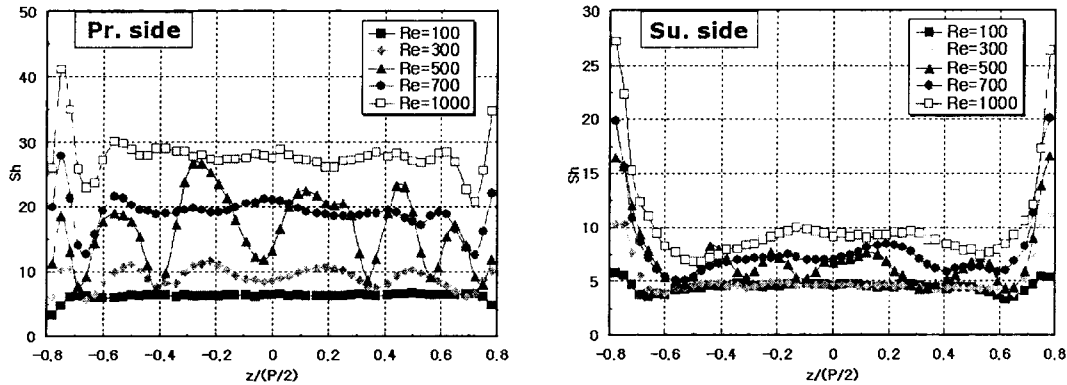 Pr. side
Re=100
Re=300
Re=500
Re=700
Re=1000
50
40
30
20
10
0
Sh
-0.8 -0.6 -0.4 -0.2 0 0.2 0.4 0.6 0.8
z/(P/2)
Su. side
Re=100
Re=300
Re=500
Re=700
Re=1000
30
25
20
15
10
5
0
Sh
-0.8 -0.6 -0.4 -0.2 0 0.2 0.4 0.6 0.8
z/(P/2)